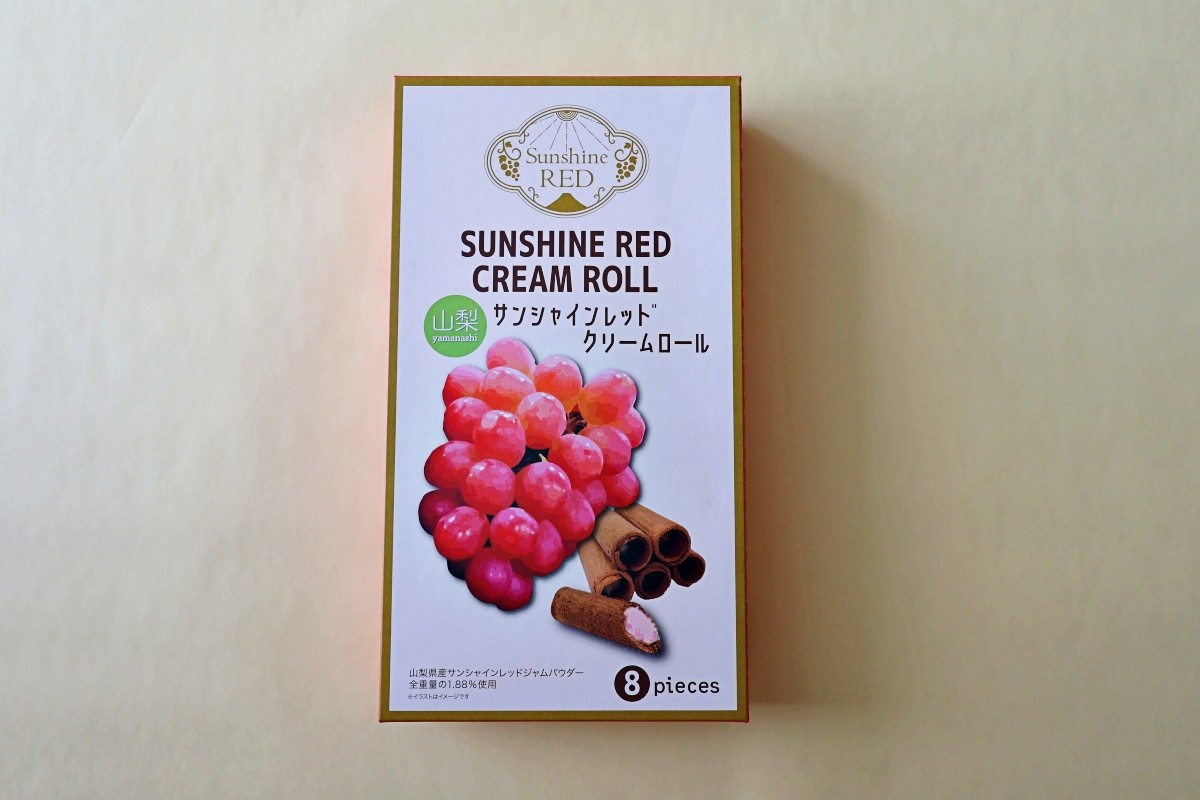 Sunshine
RED
SUNSHINE RED
CREAM ROLL
山梨
yamanashi
サンシャインレッド
クリームロール
山梨県産サンシャインレッドジャムパウダー
全重量の1.88%使用
※イラストはイメージです
8 pieces